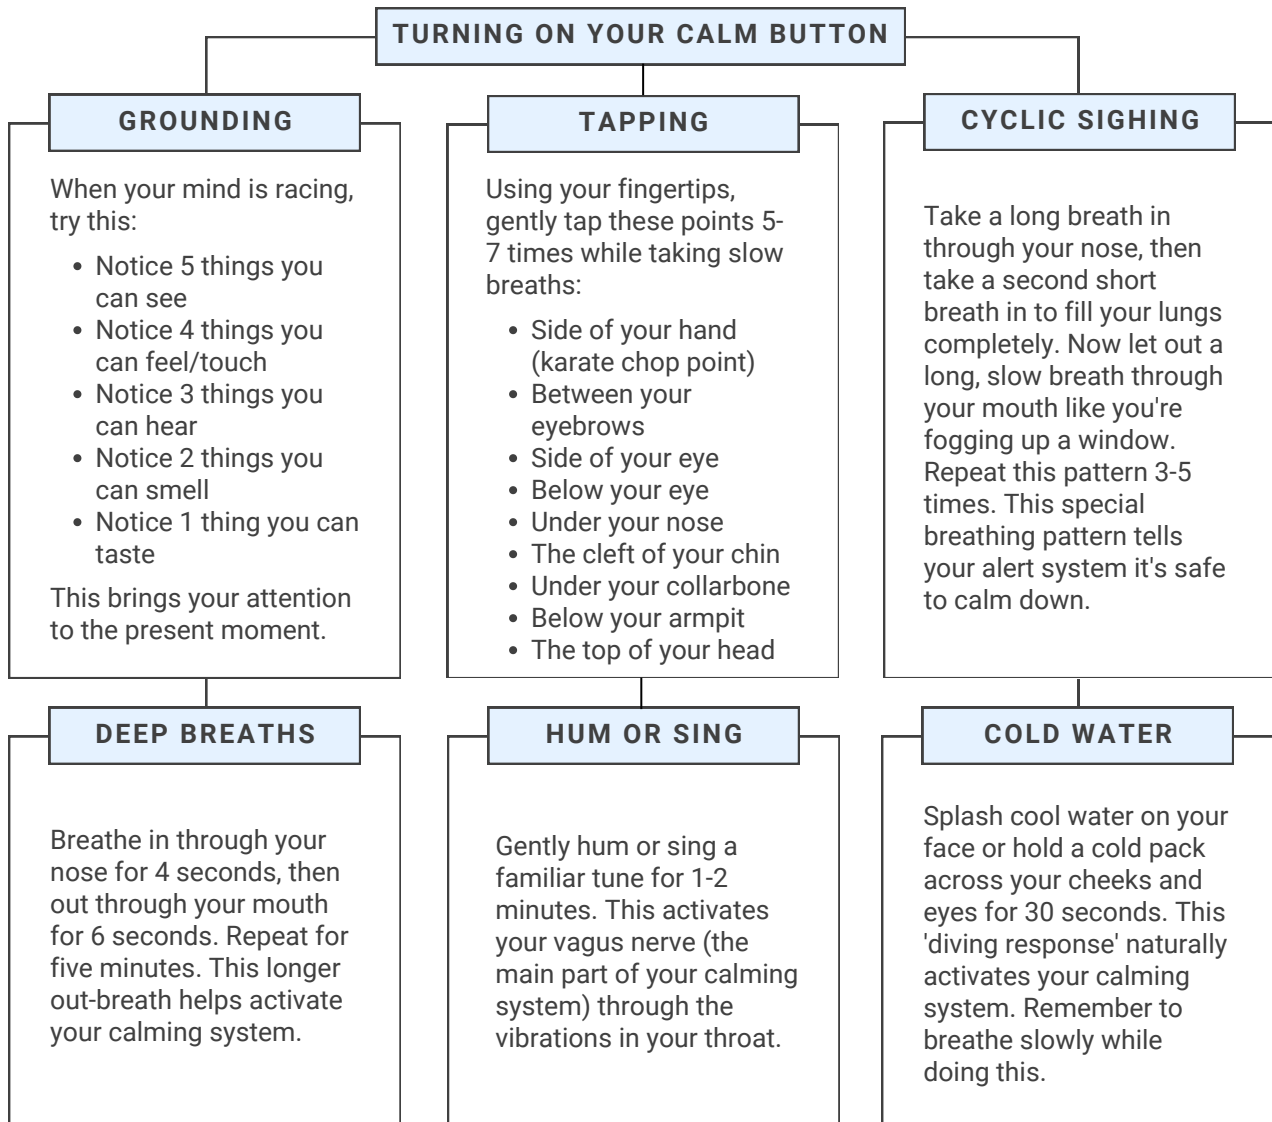 TURNING ON YOUR CALM BUTTON
GROUNDING
When your mind is racing,
try this:
• Notice 5 things you
can see
• Notice 4 things you
can feel/touch
• Notice 3 things you
can hear
• Notice 2 things you
can smell
• Notice 1 thing you can
taste
This brings your attention
to the present moment.
TAPPING
Using your fingertips,
gently tap these points 5-
7 times while taking slow
breaths:
• Side of your hand
(karate chop point)
• Between your
eyebrows
• Side of your eye
• Below your eye
• Under your nose
• The cleft of your chin
• Under your collarbone
• Below your armpit
• The top of your head
CYCLIC SIGHING
Take a long breath in
through your nose, then
take a second short
breath in to fill your lungs
completely. Now let out a
long, slow breath through
your mouth like you're
fogging up a window.
Repeat this pattern 3-5
times. This special
breathing pattern tells
your alert system it's safe
to calm down.
DEEP BREATHS
Breathe in through your
nose for 4 seconds, then
out through your mouth
for 6 seconds. Repeat for
five minutes. This longer
out-breath helps activate
your calming system.
HUM OR SING
Gently hum or sing a
familiar tune for 1-2
minutes. This activates
your vagus nerve (the
main part of your calming
system) through the
vibrations in your throat.
COLD WATER
Splash cool water on your
face or hold a cold pack
across your cheeks and
eyes for 30 seconds. This
'diving response' naturally
activates your calming
system. Remember to
breathe slowly while
doing this.